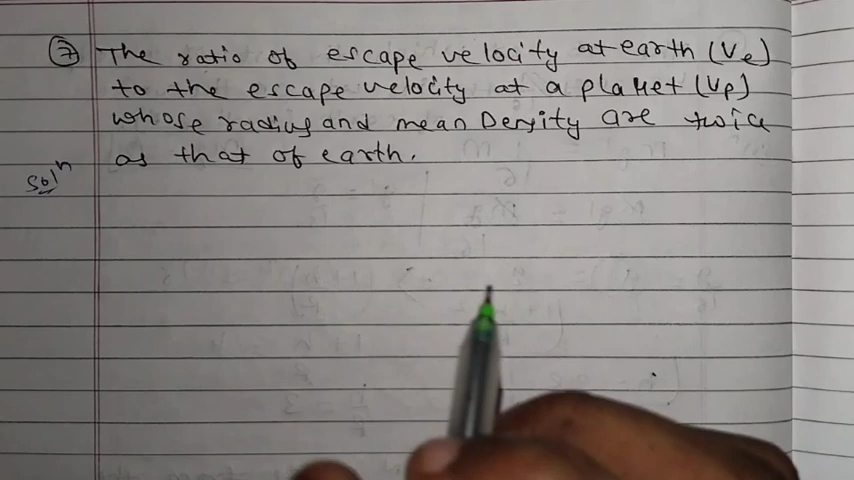 ⑦ The ratio of escape velocity at earth (Ve)
to the escape velocity at a planet (Vp)
whose radius and mean Density are twice
as that of earth.
Solⁿ